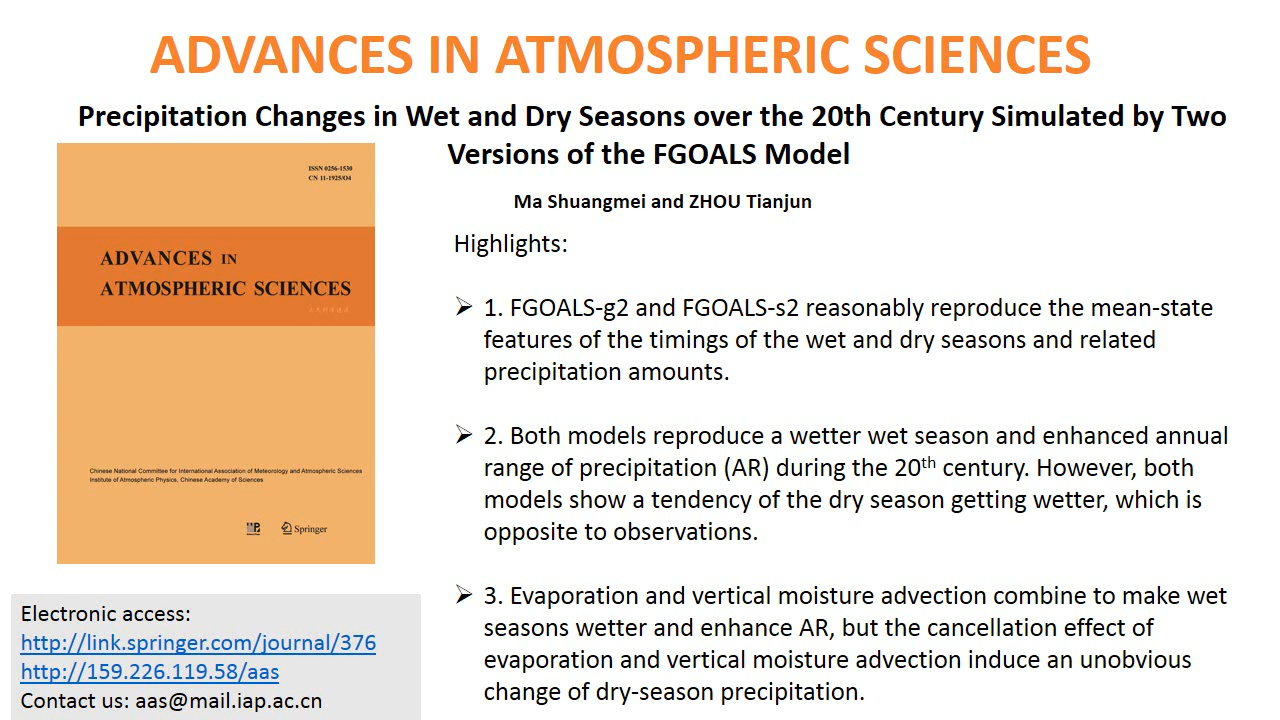 ADVANCES IN ATMOSPHERIC SCIENCES
Precipitation Changes in Wet and Dry Seasons over the 20th Century Simulated by Two
Versions of the FGOALS Model
Ma Shuangmei and ZHOU Tianjun
ISSN 0256-1530
CN 11-1925/O4
ADVANCES IN
ATMOSPHERIC SCIENCES
Chinese National Committee for International Association of Meteorology and Atmospheric Sciences
Institute of Atmospheric Physics, Chinese Academy of Sciences
Springer
Electronic access:
http://link.springer.com/journal/376
http://159.226.119.58/aas
Contact us: aas@mail.iap.ac.cn
Highlights:
➢ 1. FGOALS-g2 and FGOALS-s2 reasonably reproduce the mean-state
features of the timings of the wet and dry seasons and related
precipitation amounts.
➢ 2. Both models reproduce a wetter wet season and enhanced annual
range of precipitation (AR) during the 20th century. However, both
models show a tendency of the dry season getting wetter, which is
opposite to observations.
➢ 3. Evaporation and vertical moisture advection combine to make wet
seasons wetter and enhance AR, but the cancellation effect of
evaporation and vertical moisture advection induce an unobvious
change of dry-season precipitation.